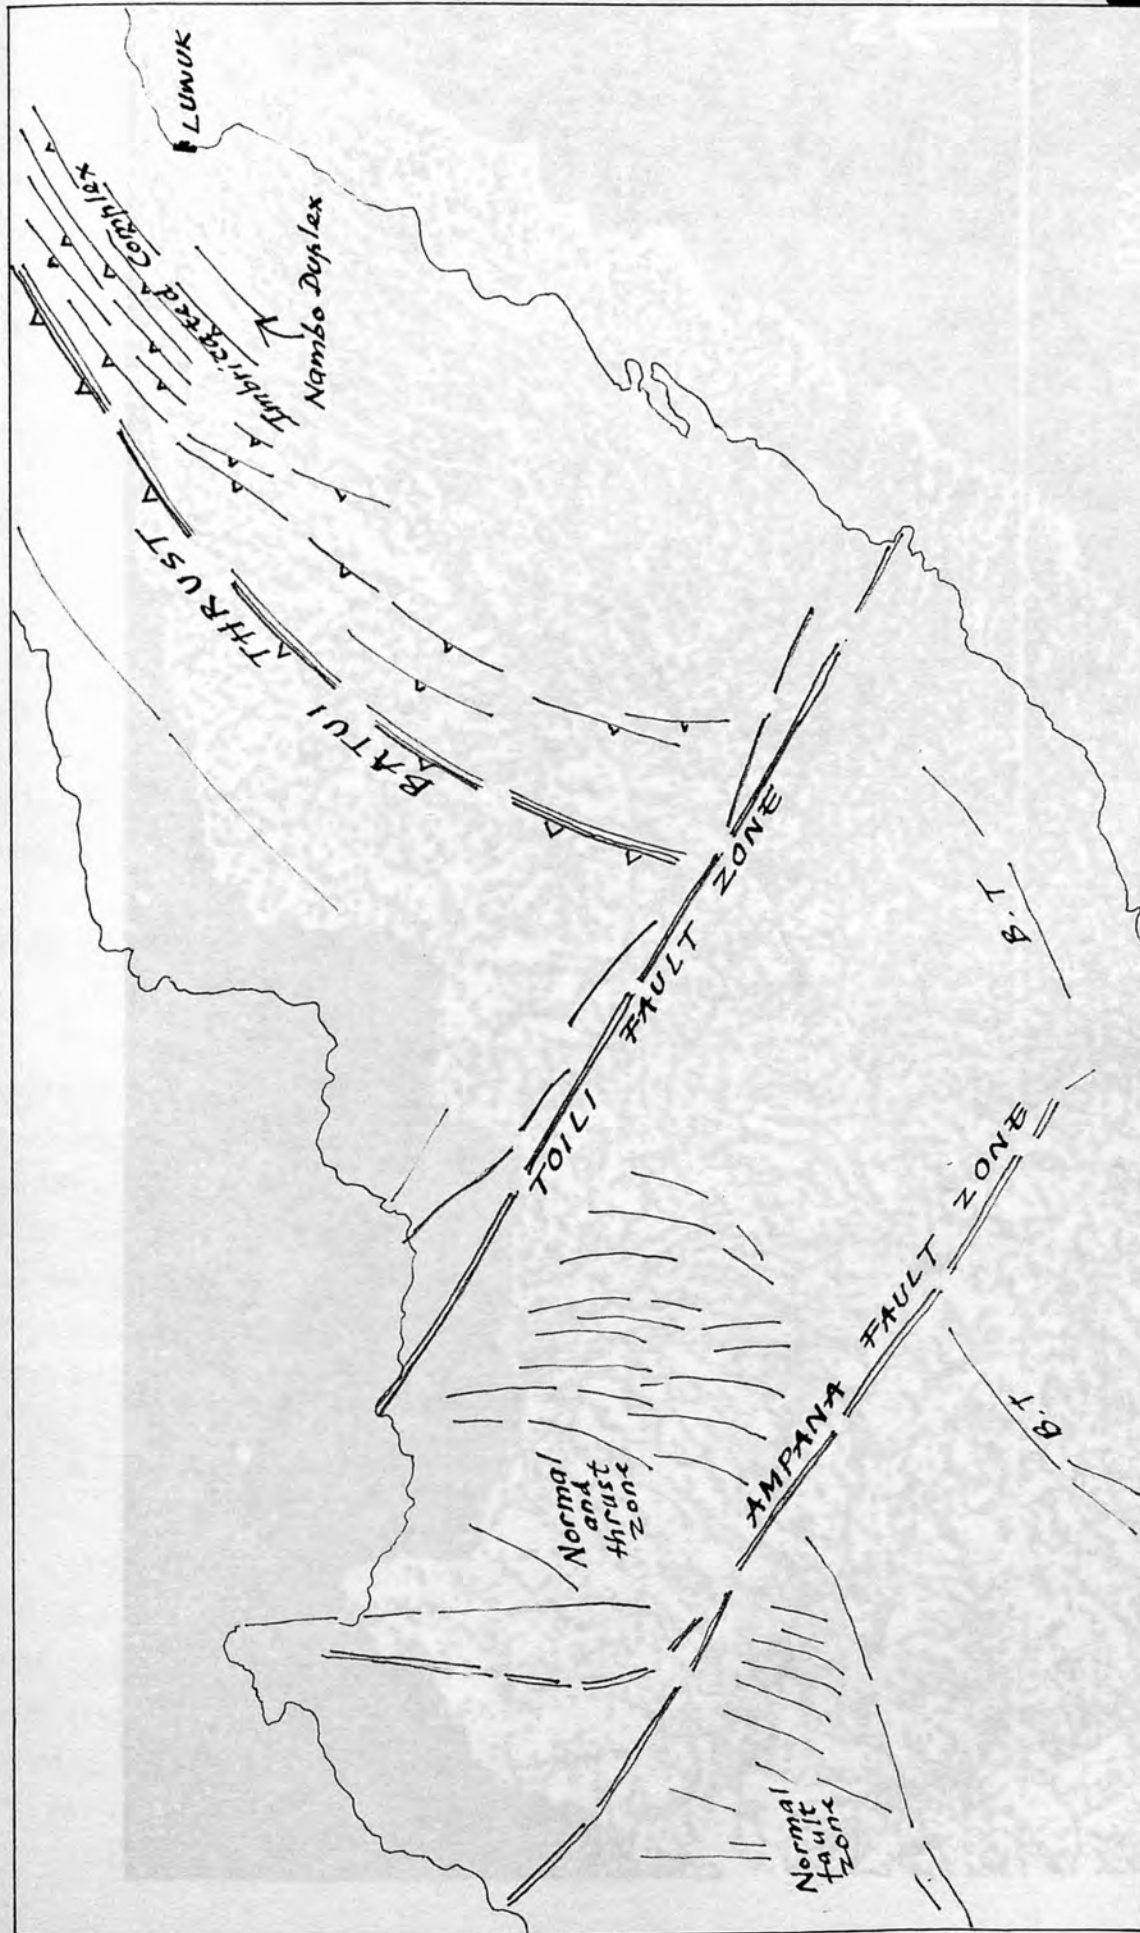 LUWUK
Imbricated Complex
Nambo Duplex
BATUI THRUST
TOILI FAULT ZONE
B.T
AMPANA FAULT ZONE
B.T
Normal
and
thrust
zone
Normal
fault
zone